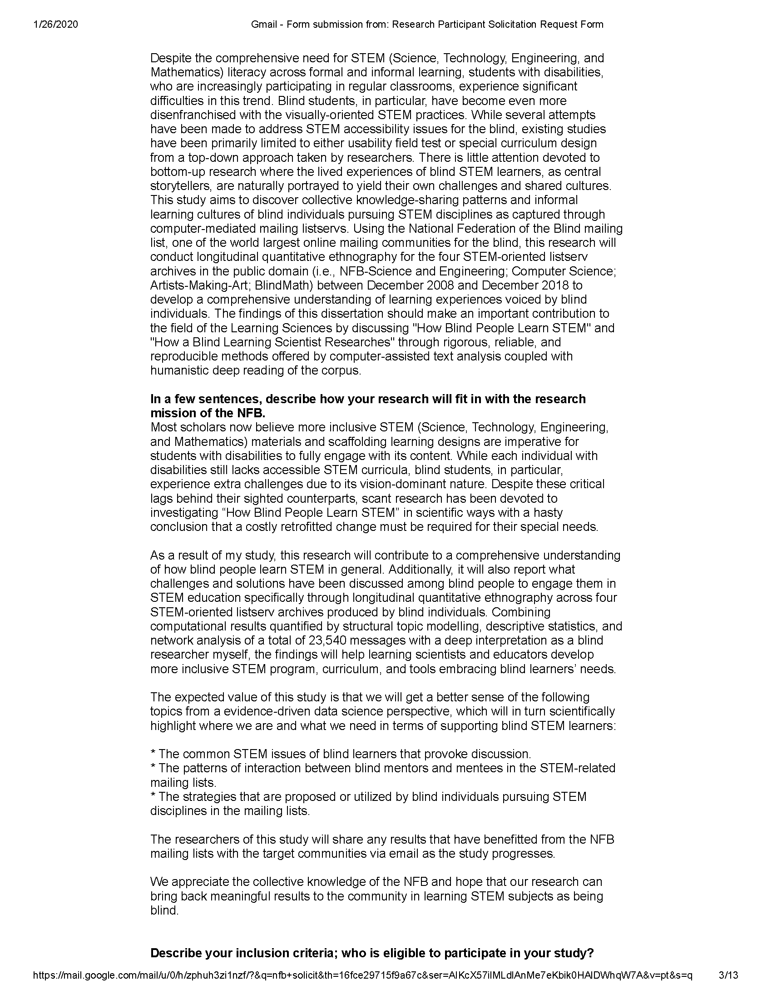 1/26/2020 Gmail - Form submission from: Research Participant Solicitation Request Form
Despite the comprehensive need for STEM (Science, Technology, Engineering, and
Mathematics) literacy across formal and informal learning, students with disabilities,
who are increasingly participating in regular classrooms, experience significant
difficulties in this trend. Blind students, in particular, have become even more
disenfranchised with the visually-oriented STEM practices. While several attempts
have been made to address STEM accessibility issues for the blind, existing studies
have been primarily limited to either usability field test or special curriculum design
from a top-down approach taken by researchers. There is little attention devoted to
bottom-up research where the lived experiences of blind STEM learners, as central
storytellers, are naturally portrayed to yield their own challenges and shared cultures.
This study aims to discover collective knowledge-sharing patterns and informal
learning cultures of blind individuals pursuing STEM disciplines as captured through
computer-mediated mailing listservs. Using the National Federation of the Blind mailing
list, one of the world largest online mailing communities for the blind, this research will
conduct longitudinal quantitative ethnography for the four STEM-oriented listserv
archives in the public domain (i.e., NFB-Science and Engineering; Computer Science;
Artists-Making-Art; BlindMath) between December 2008 and December 2018 to
develop a comprehensive understanding of learning experiences voiced by blind
individuals. The findings of this dissertation should make an important contribution to
the field of the Learning Sciences by discussing "How Blind People Learn STEM" and
"How a Blind Learning Scientist Researches" through rigorous, reliable, and
reproducible methods offered by computer-assisted text analysis coupled with
humanistic deep reading of the corpus.
In a few sentences, describe how your research will fit in with the research
mission of the NFB.
Most scholars now believe more inclusive STEM (Science, Technology, Engineering,
and Mathematics) materials and scaffolding learning designs are imperative for
students with disabilities to fully engage with its content. While each individual with
disabilities still lacks accessible STEM curricula, blind students, in particular,
experience extra challenges due to its vision-dominant nature. Despite these critical
lags behind their sighted counterparts, scant research has been devoted to
investigating “How Blind People Learn STEM” in scientific ways with a hasty
conclusion that a costly retrofitted change must be required for their special needs.
As a result of my study, this research will contribute to a comprehensive understanding
of how blind people learn STEM in general. Additionally, it will also report what
challenges and solutions have been discussed among blind people to engage them in
STEM education specifically through longitudinal quantitative ethnography across four
STEM-oriented listserv archives produced by blind individuals. Combining
computational results quantified by structural topic modelling, descriptive statistics, and
network analysis of a total of 23,540 messages with a deep interpretation as a blind
researcher myself, the findings will help learning scientists and educators develop
more inclusive STEM program, curriculum, and tools embracing blind learners’ needs.
The expected value of this study is that we will get a better sense of the following
topics from a evidence-driven data science perspective, which will in turn scientifically
highlight where we are and what we need in terms of supporting blind STEM learners:
* The common STEM issues of blind learners that provoke discussion.
* The patterns of interaction between blind mentors and mentees in the STEM-related
mailing lists.
* The strategies that are proposed or utilized by blind individuals pursuing STEM
disciplines in the mailing lists.
The researchers of this study will share any results that have benefitted from the NFB
mailing lists with the target communities via email as the study progresses.
We appreciate the collective knowledge of the NFB and hope that our research can
bring back meaningful results to the community in learning STEM subjects as being
blind.
Describe your inclusion criteria; who is eligible to participate in your study?
https://mail.google.com/mail/u/0/h/zphuh3zi1nzf/?&q=nfb+solicit&th=16fce29715f9a67c&ser=AIKcX57ilMLdlAnMe7eKbik0HAlDWhqW7A&v=pt&s=q 3/13